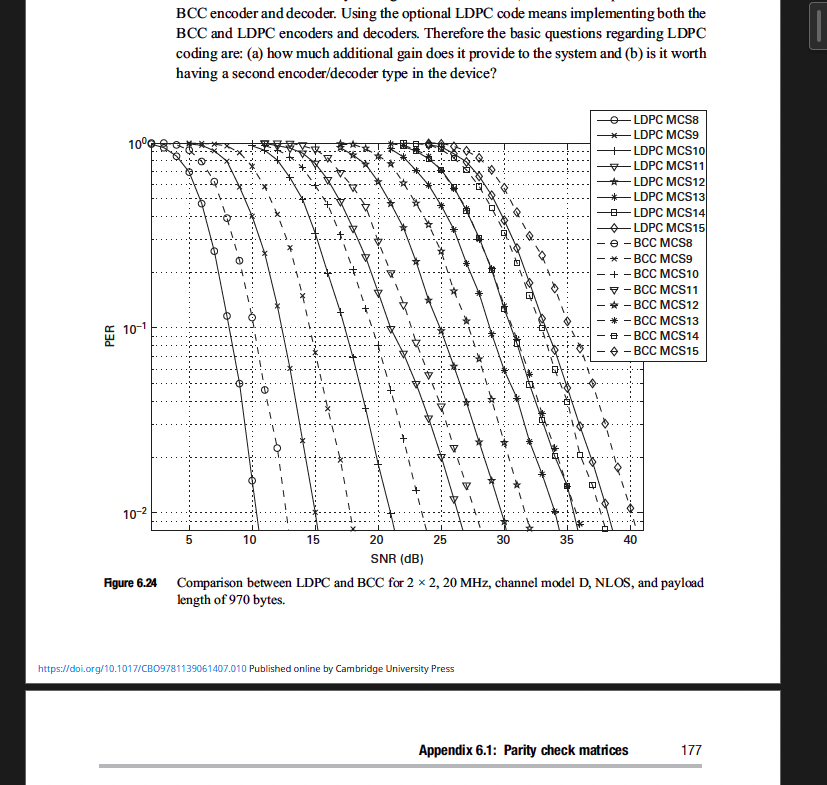 BCC encoder and decoder. Using the optional LDPC code means implementing both the
BCC and LDPC encoders and decoders. Therefore the basic questions regarding LDPC
coding are: (a) how much additional gain does it provide to the system and (b) is it worth
having a second encoder/decoder type in the device?
LDPC MCS8
LDPC MCS9
LDPC MCS10
LDPC MCS11
LDPC MCS12
LDPC MCS13
LDPC MCS14
LDPC MCS15
BCC MCS8
BCC MCS9
BCC MCS10
BCC MCS11
BCC MCS12
BCC MCS13
BCC MCS14
BCC MCS15
10⁰
10⁻¹
10⁻²
PER
5 10 15 20 25 30 35 40
SNR (dB)
Figure 6.24 Comparison between LDPC and BCC for 2 × 2, 20 MHz, channel model D, NLOS, and payload
length of 970 bytes.
https://doi.org/10.1017/CBO9781139061407.010 Published online by Cambridge University Press
Appendix 6.1: Parity check matrices 177